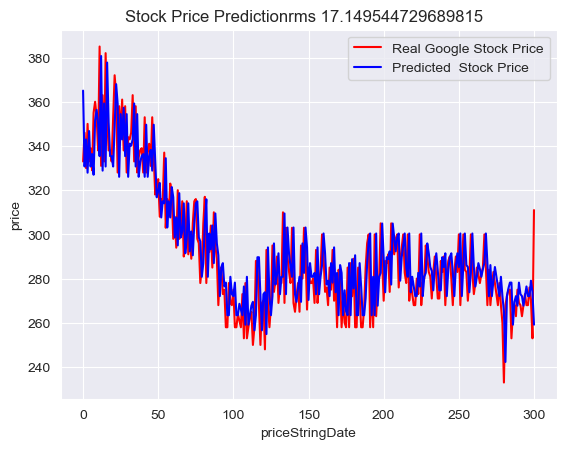 Stock Price Predictionrms 17.149544729689815
Real Google Stock Price
Predicted  Stock Price
380
360
340
320
300
280
260
240
price
0 50 100 150 200 250 300
priceStringDate